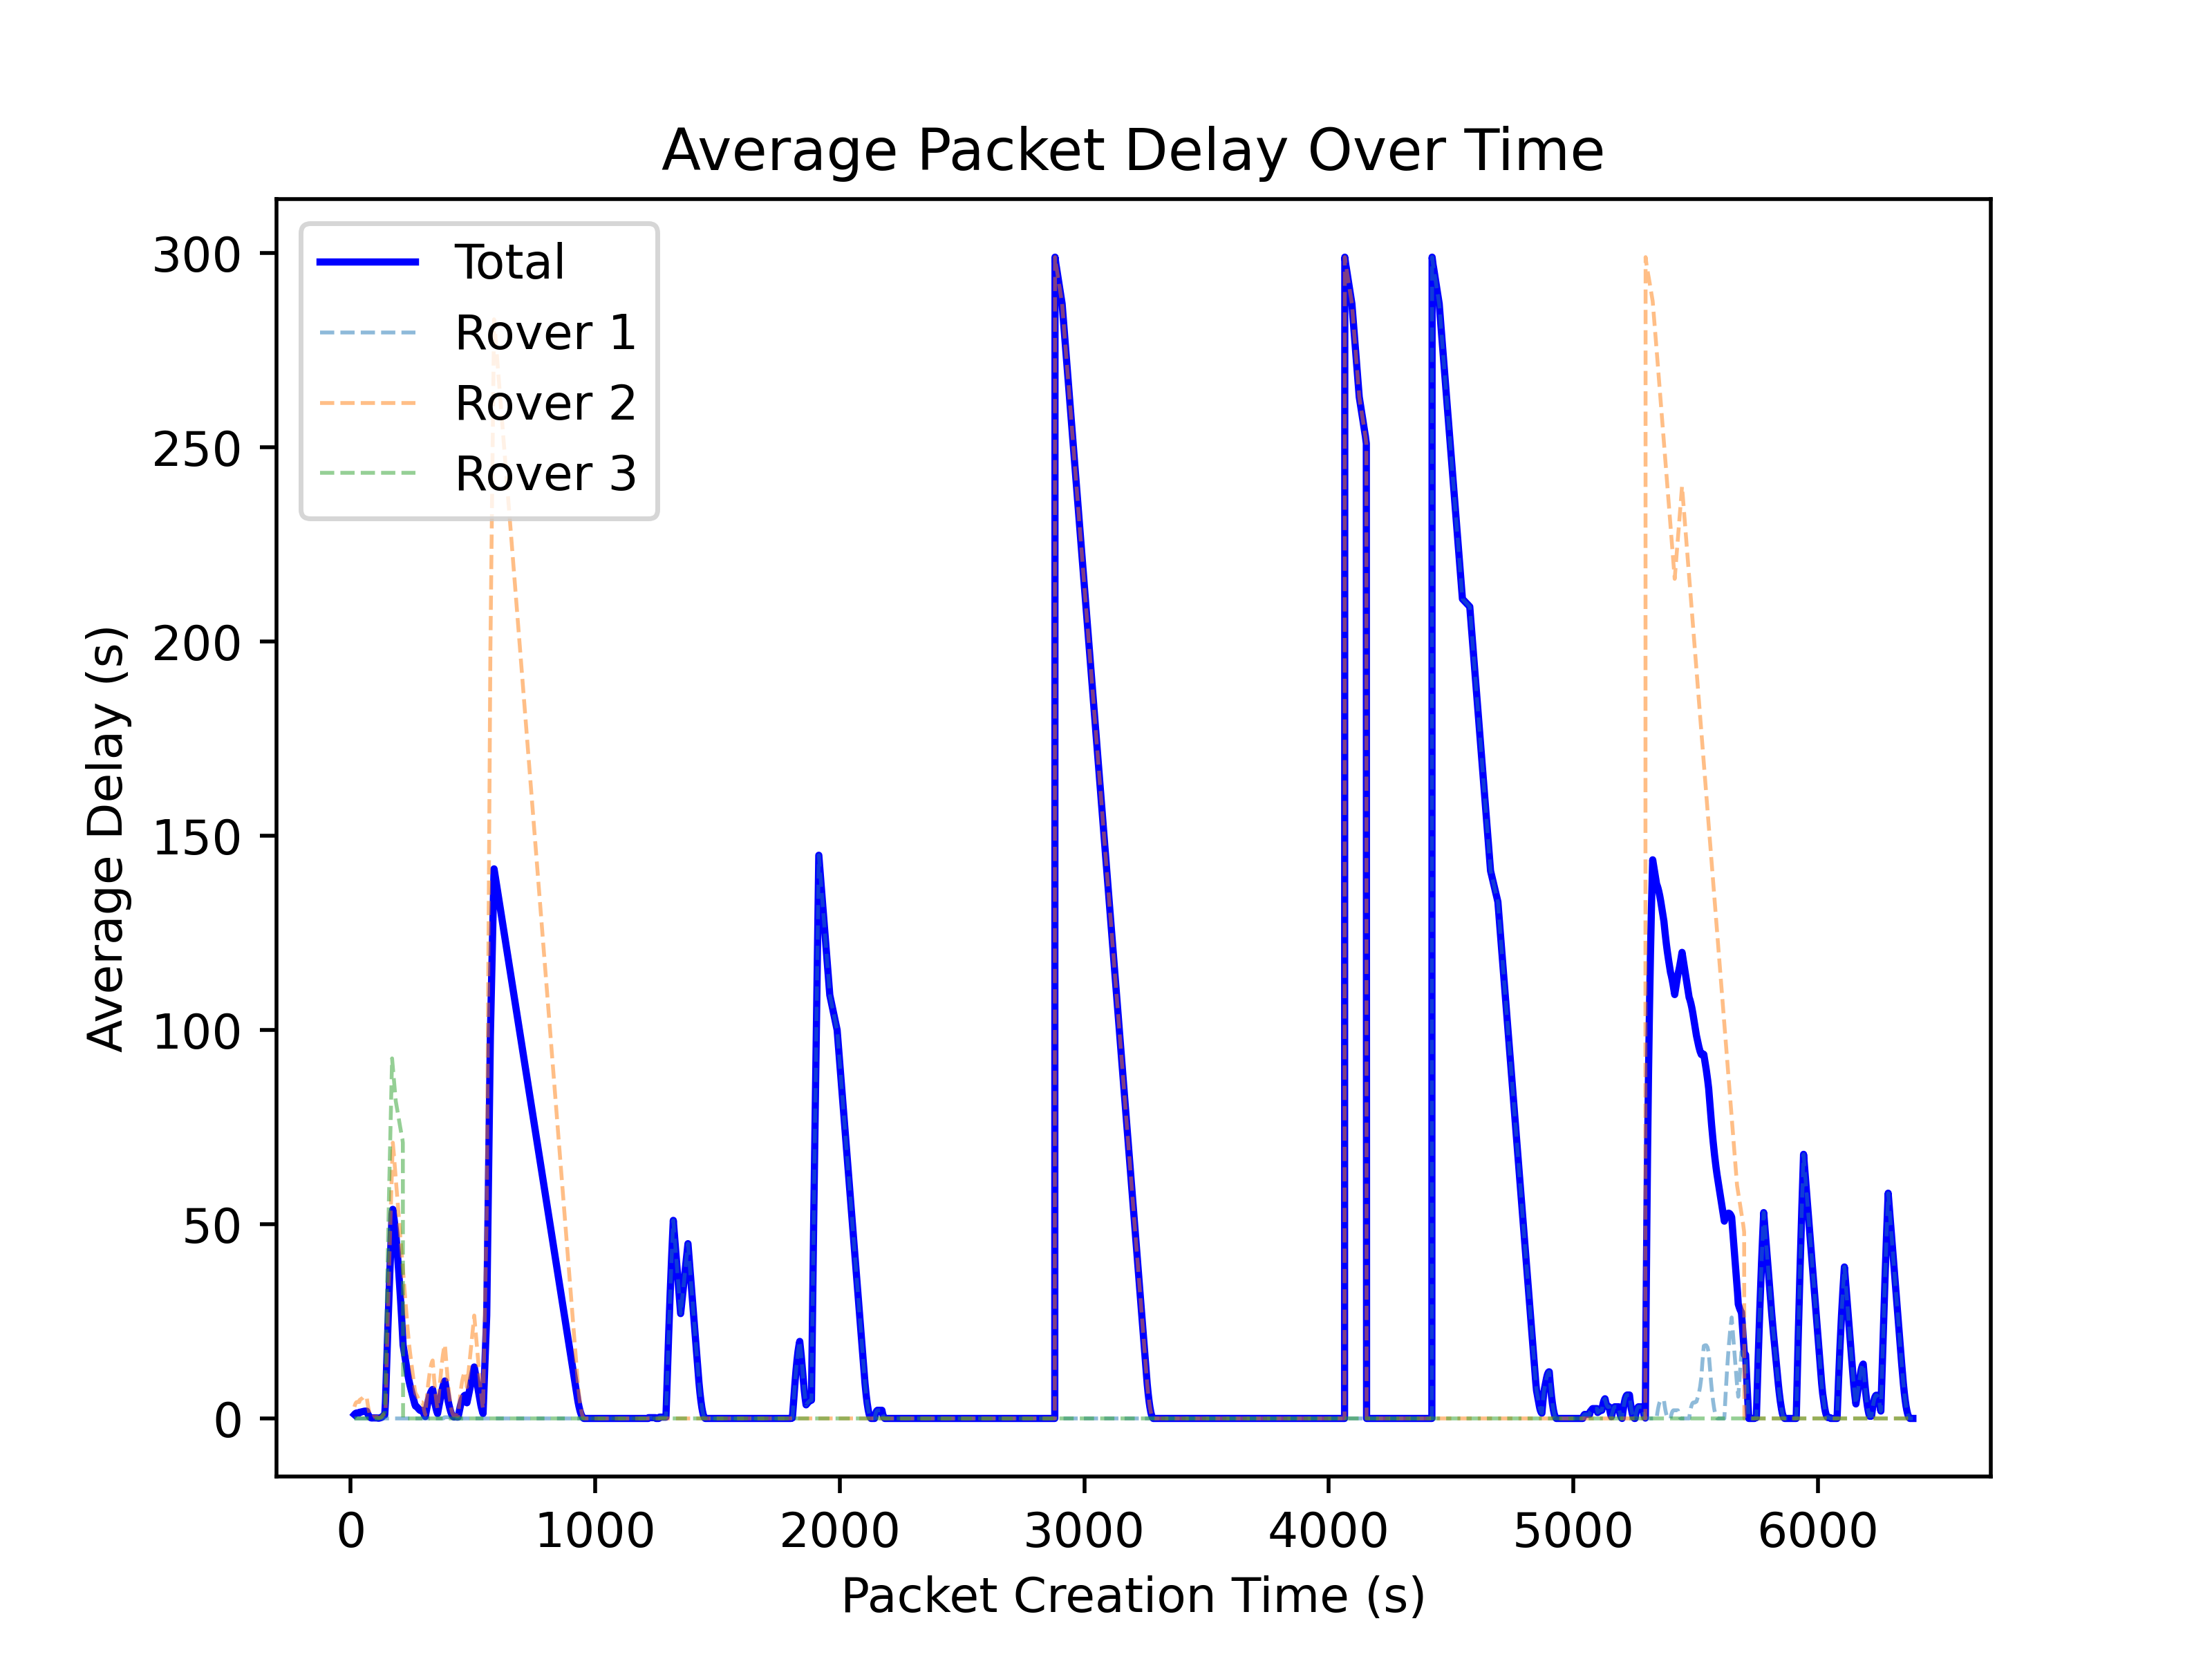 Average Packet Delay Over Time
Total
Rover 1
Rover 2
Rover 3
300
250
200
150
100
50
0
Average Delay (s)
0 1000 2000 3000 4000 5000 6000
Packet Creation Time (s)